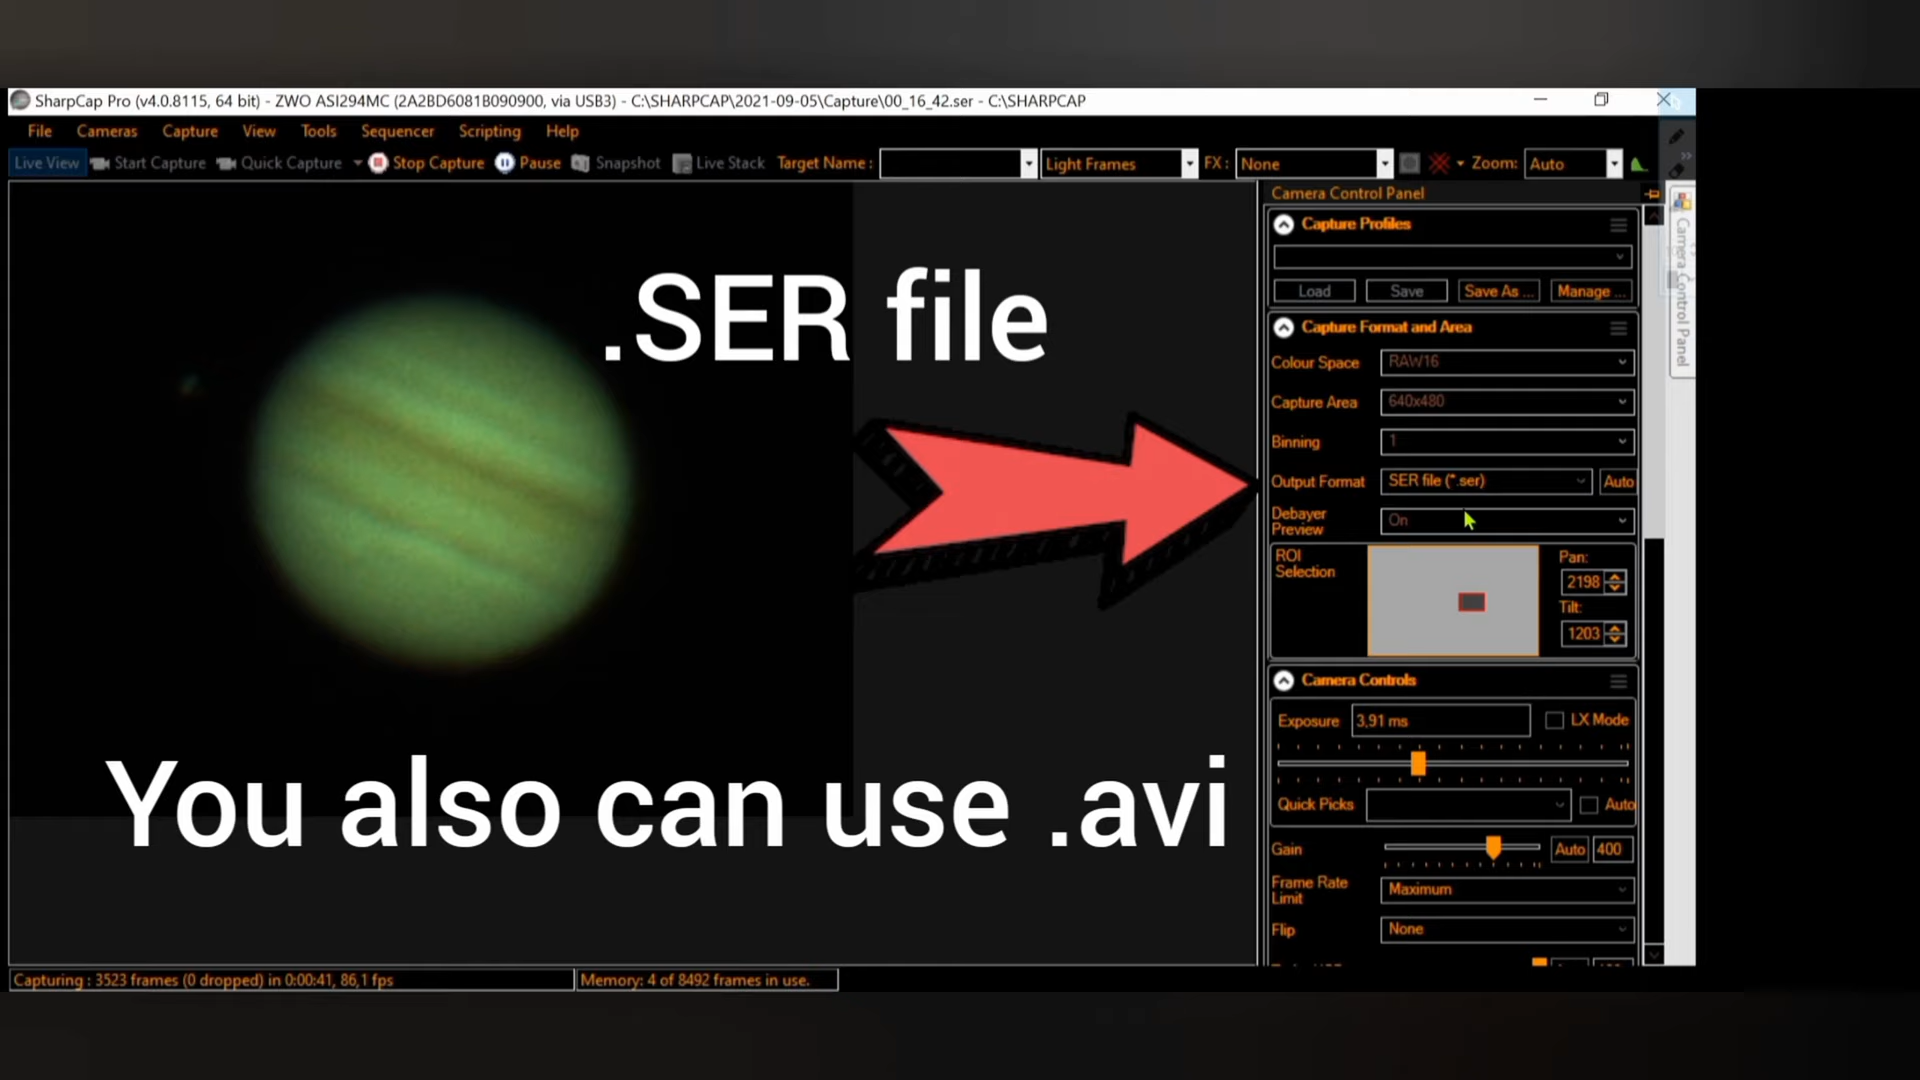 SharpCap Pro (v4.0.8115, 64 bit) - ZWO ASI294MC (2A2BD6081B090900, via USB3) - C:\SHARPCAP\2021-09-05\Capture\00_16_42.ser - C:\SHARPCAP
File Cameras Capture View Tools Sequencer Scripting Help
Live View Start Capture Quick Capture Stop Capture Pause Snapshot Live Stack Target Name : Light Frames FX : None Zoom: Auto
Camera Control Panel
Capture Profiles
Load Save Save As ... Manage ...
Capture Format and Area
Colour Space RAW16
Capture Area 640x480
Binning 1
Output Format SER file (*.ser) Auto
Debayer Preview On
ROI Selection
Pan:
2198
Tilt:
1203
Camera Controls
Exposure 3,91 ms LX Mode
Quick Picks Auto
Gain Auto 400
Frame Rate Limit Maximum
Flip None
Camera Control Panel
.SER file
You also can use .avi
Capturing : 3523 frames (0 dropped) in 0:00:41, 86,1 fps
Memory: 4 of 8492 frames in use.